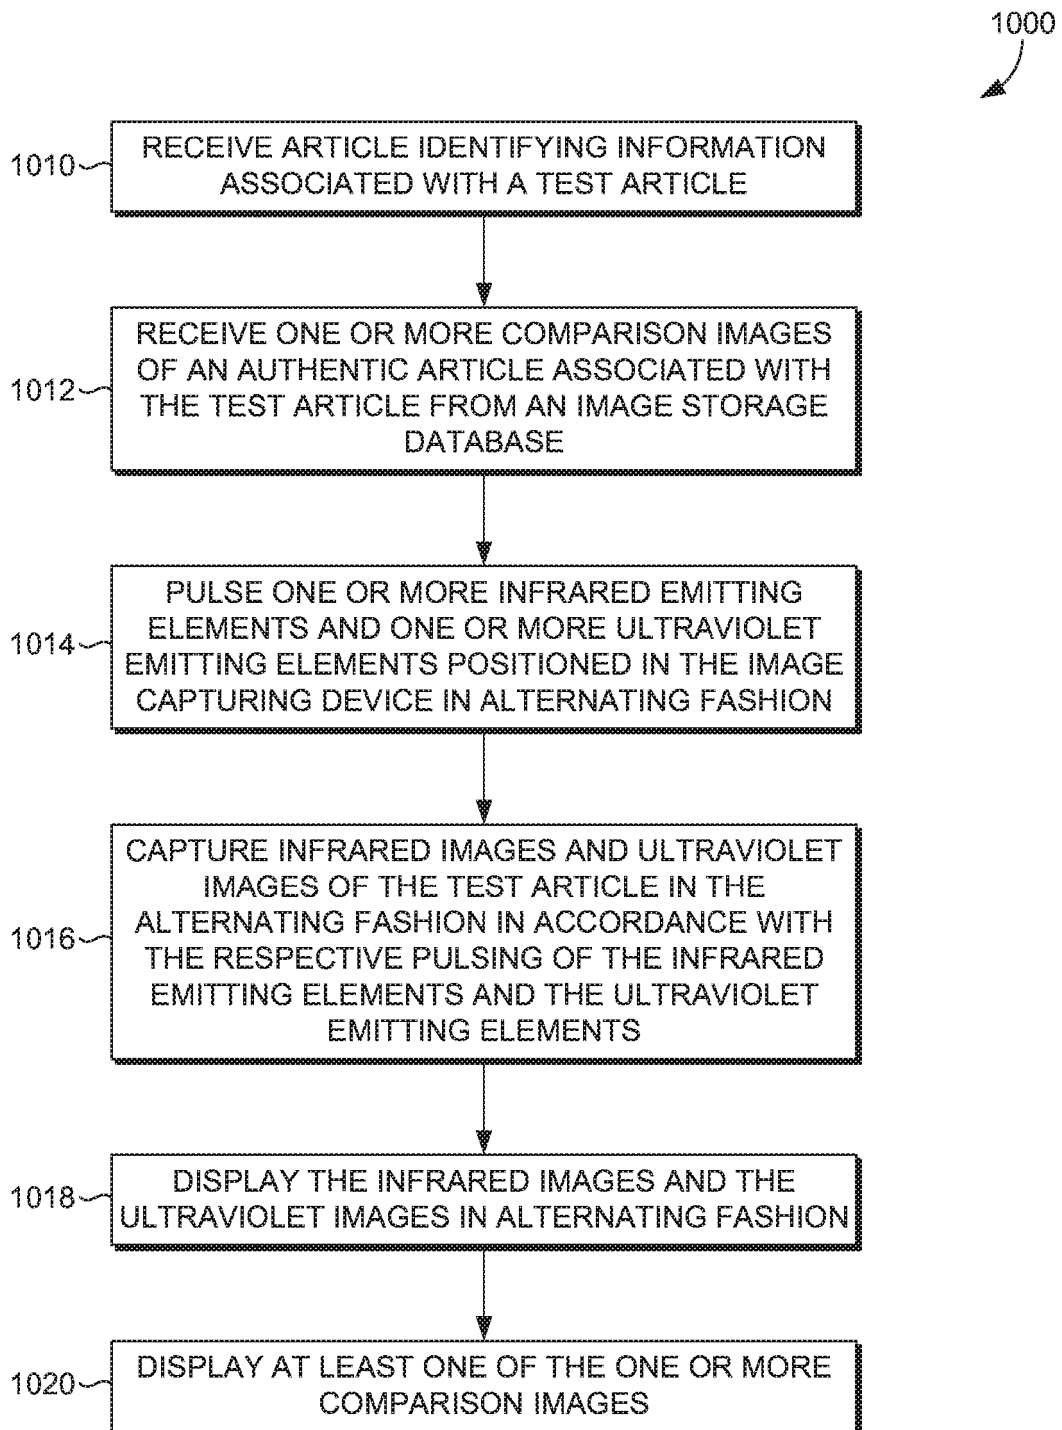 1000
1010
RECEIVE ARTICLE IDENTIFYING INFORMATION
ASSOCIATED WITH A TEST ARTICLE
1012
RECEIVE ONE OR MORE COMPARISON IMAGES
OF AN AUTHENTIC ARTICLE ASSOCIATED WITH
THE TEST ARTICLE FROM AN IMAGE STORAGE
DATABASE
1014
PULSE ONE OR MORE INFRARED EMITTING
ELEMENTS AND ONE OR MORE ULTRAVIOLET
EMITTING ELEMENTS POSITIONED IN THE IMAGE
CAPTURING DEVICE IN ALTERNATING FASHION
1016
CAPTURE INFRARED IMAGES AND ULTRAVIOLET
IMAGES OF THE TEST ARTICLE IN THE
ALTERNATING FASHION IN ACCORDANCE WITH
THE RESPECTIVE PULSING OF THE INFRARED
EMITTING ELEMENTS AND THE ULTRAVIOLET
EMITTING ELEMENTS
1018
DISPLAY THE INFRARED IMAGES AND THE
ULTRAVIOLET IMAGES IN ALTERNATING FASHION
1020
DISPLAY AT LEAST ONE OF THE ONE OR MORE
COMPARISON IMAGES